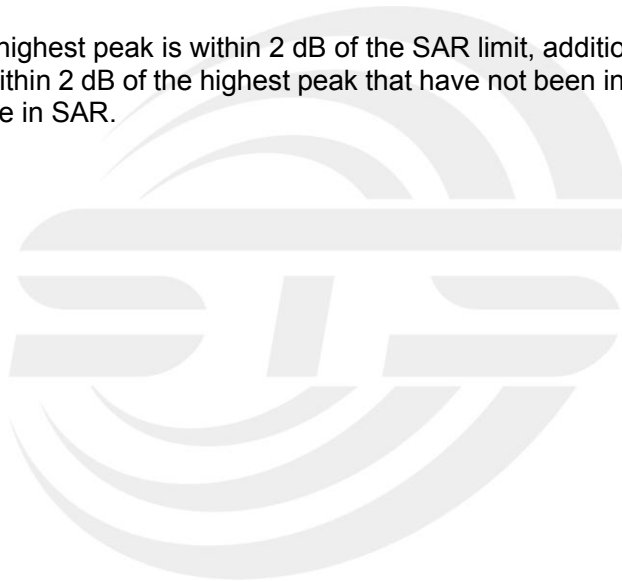 highest peak is within 2 dB of the SAR limit, additio
ithin 2 dB of the highest peak that have not been in
e in SAR.
STS